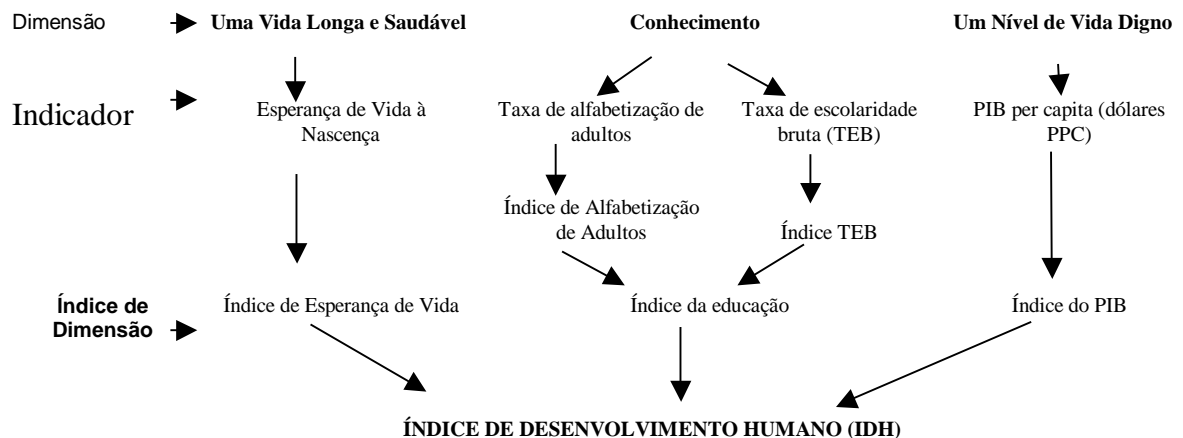 Dimensão Uma Vida Longa e Saudável Conhecimento Um Nível de Vida Digno
Indicador
Esperança de Vida à
Nascença
Taxa de alfabetização de
adultos
Taxa de escolaridade
bruta (TEB)
PIB per capita (dólares
PPC)
Índice de Alfabetização
de Adultos
Índice TEB
Índice de
Dimensão
Índice de Esperança de Vida
Índice da educação
Índice do PIB
ÍNDICE DE DESENVOLVIMENTO HUMANO (IDH)